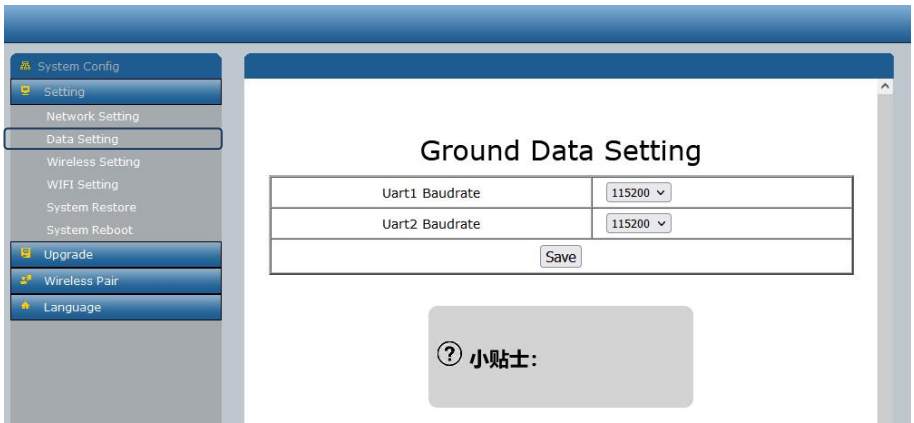 System Config
Setting
Network Setting
Data Setting
Wireless Setting
WIFI Setting
System Restore
System Reboot
Upgrade
Wireless Pair
Language
Ground Data Setting
Uart1 Baudrate 115200
Uart2 Baudrate 115200
Save
? 小贴士: